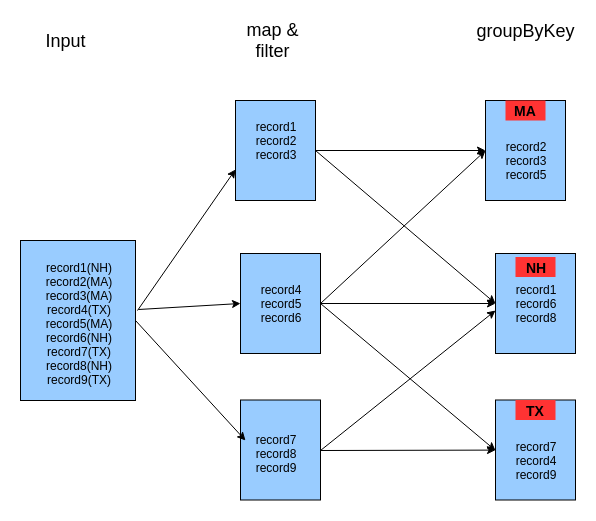 Input
record1(NH)
record2(MA)
record3(MA)
record4(TX)
record5(MA)
record6(NH)
record7(TX)
record8(NH)
record9(TX)
map &
filter
record1
record2
record3
record4
record5
record6
record7
record8
record9
groupByKey
MA
record2
record3
record5
NH
record1
record6
record8
TX
record7
record4
record9